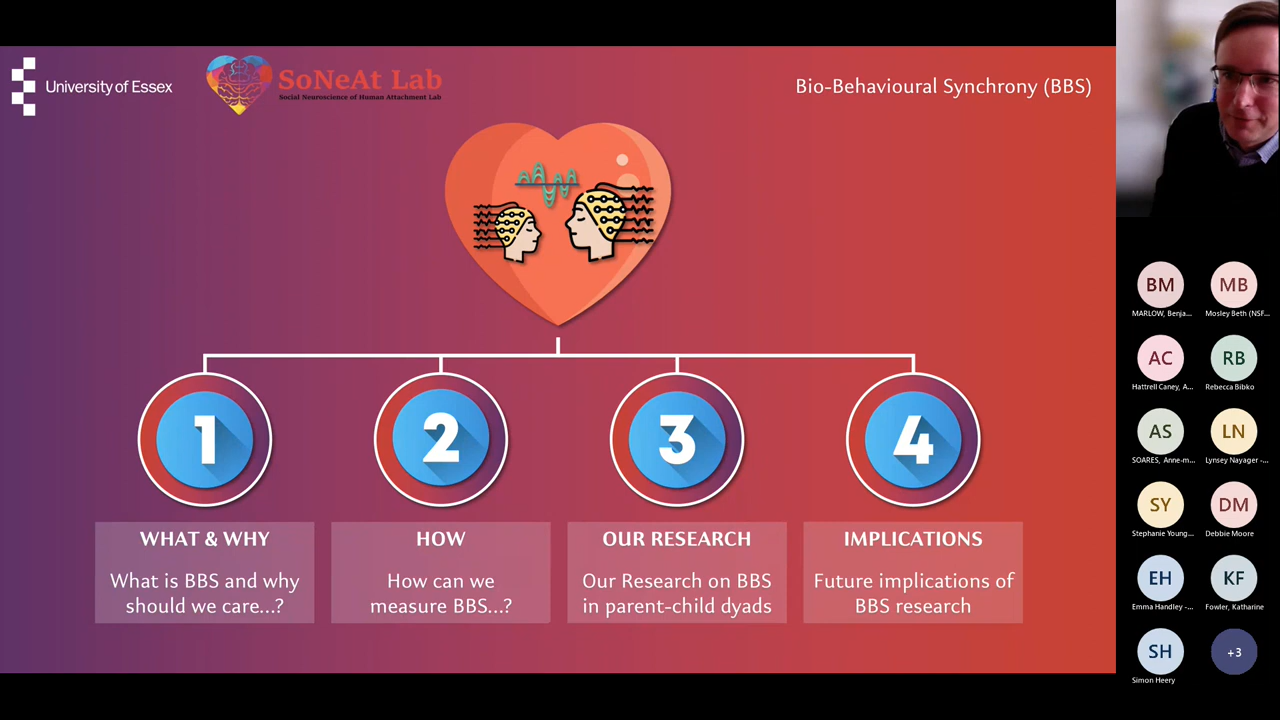 University of Essex
SoNeAt Lab
Social Neuroscience of Human Attachment Lab
Bio-Behavioural Synchrony (BBS)
1
2
3
4
WHAT & WHY
What is BBS and why
should we care...?
HOW
How can we
measure BBS...?
OUR RESEARCH
Our Research on BBS
in parent-child dyads
IMPLICATIONS
Future implications of
BBS research
BM
MARLOW, Benja...
MB
Mosley Beth (NSF...
AC
Hattrell Caney, A...
RB
Rebecca Bibko
AS
SOARES, Anne-m...
LN
Lynsey Nayager -...
SY
Stephanie Young...
DM
Debbie Moore
EH
Emma Handley -...
KF
Fowler, Katharine
SH
Simon Heery
+3